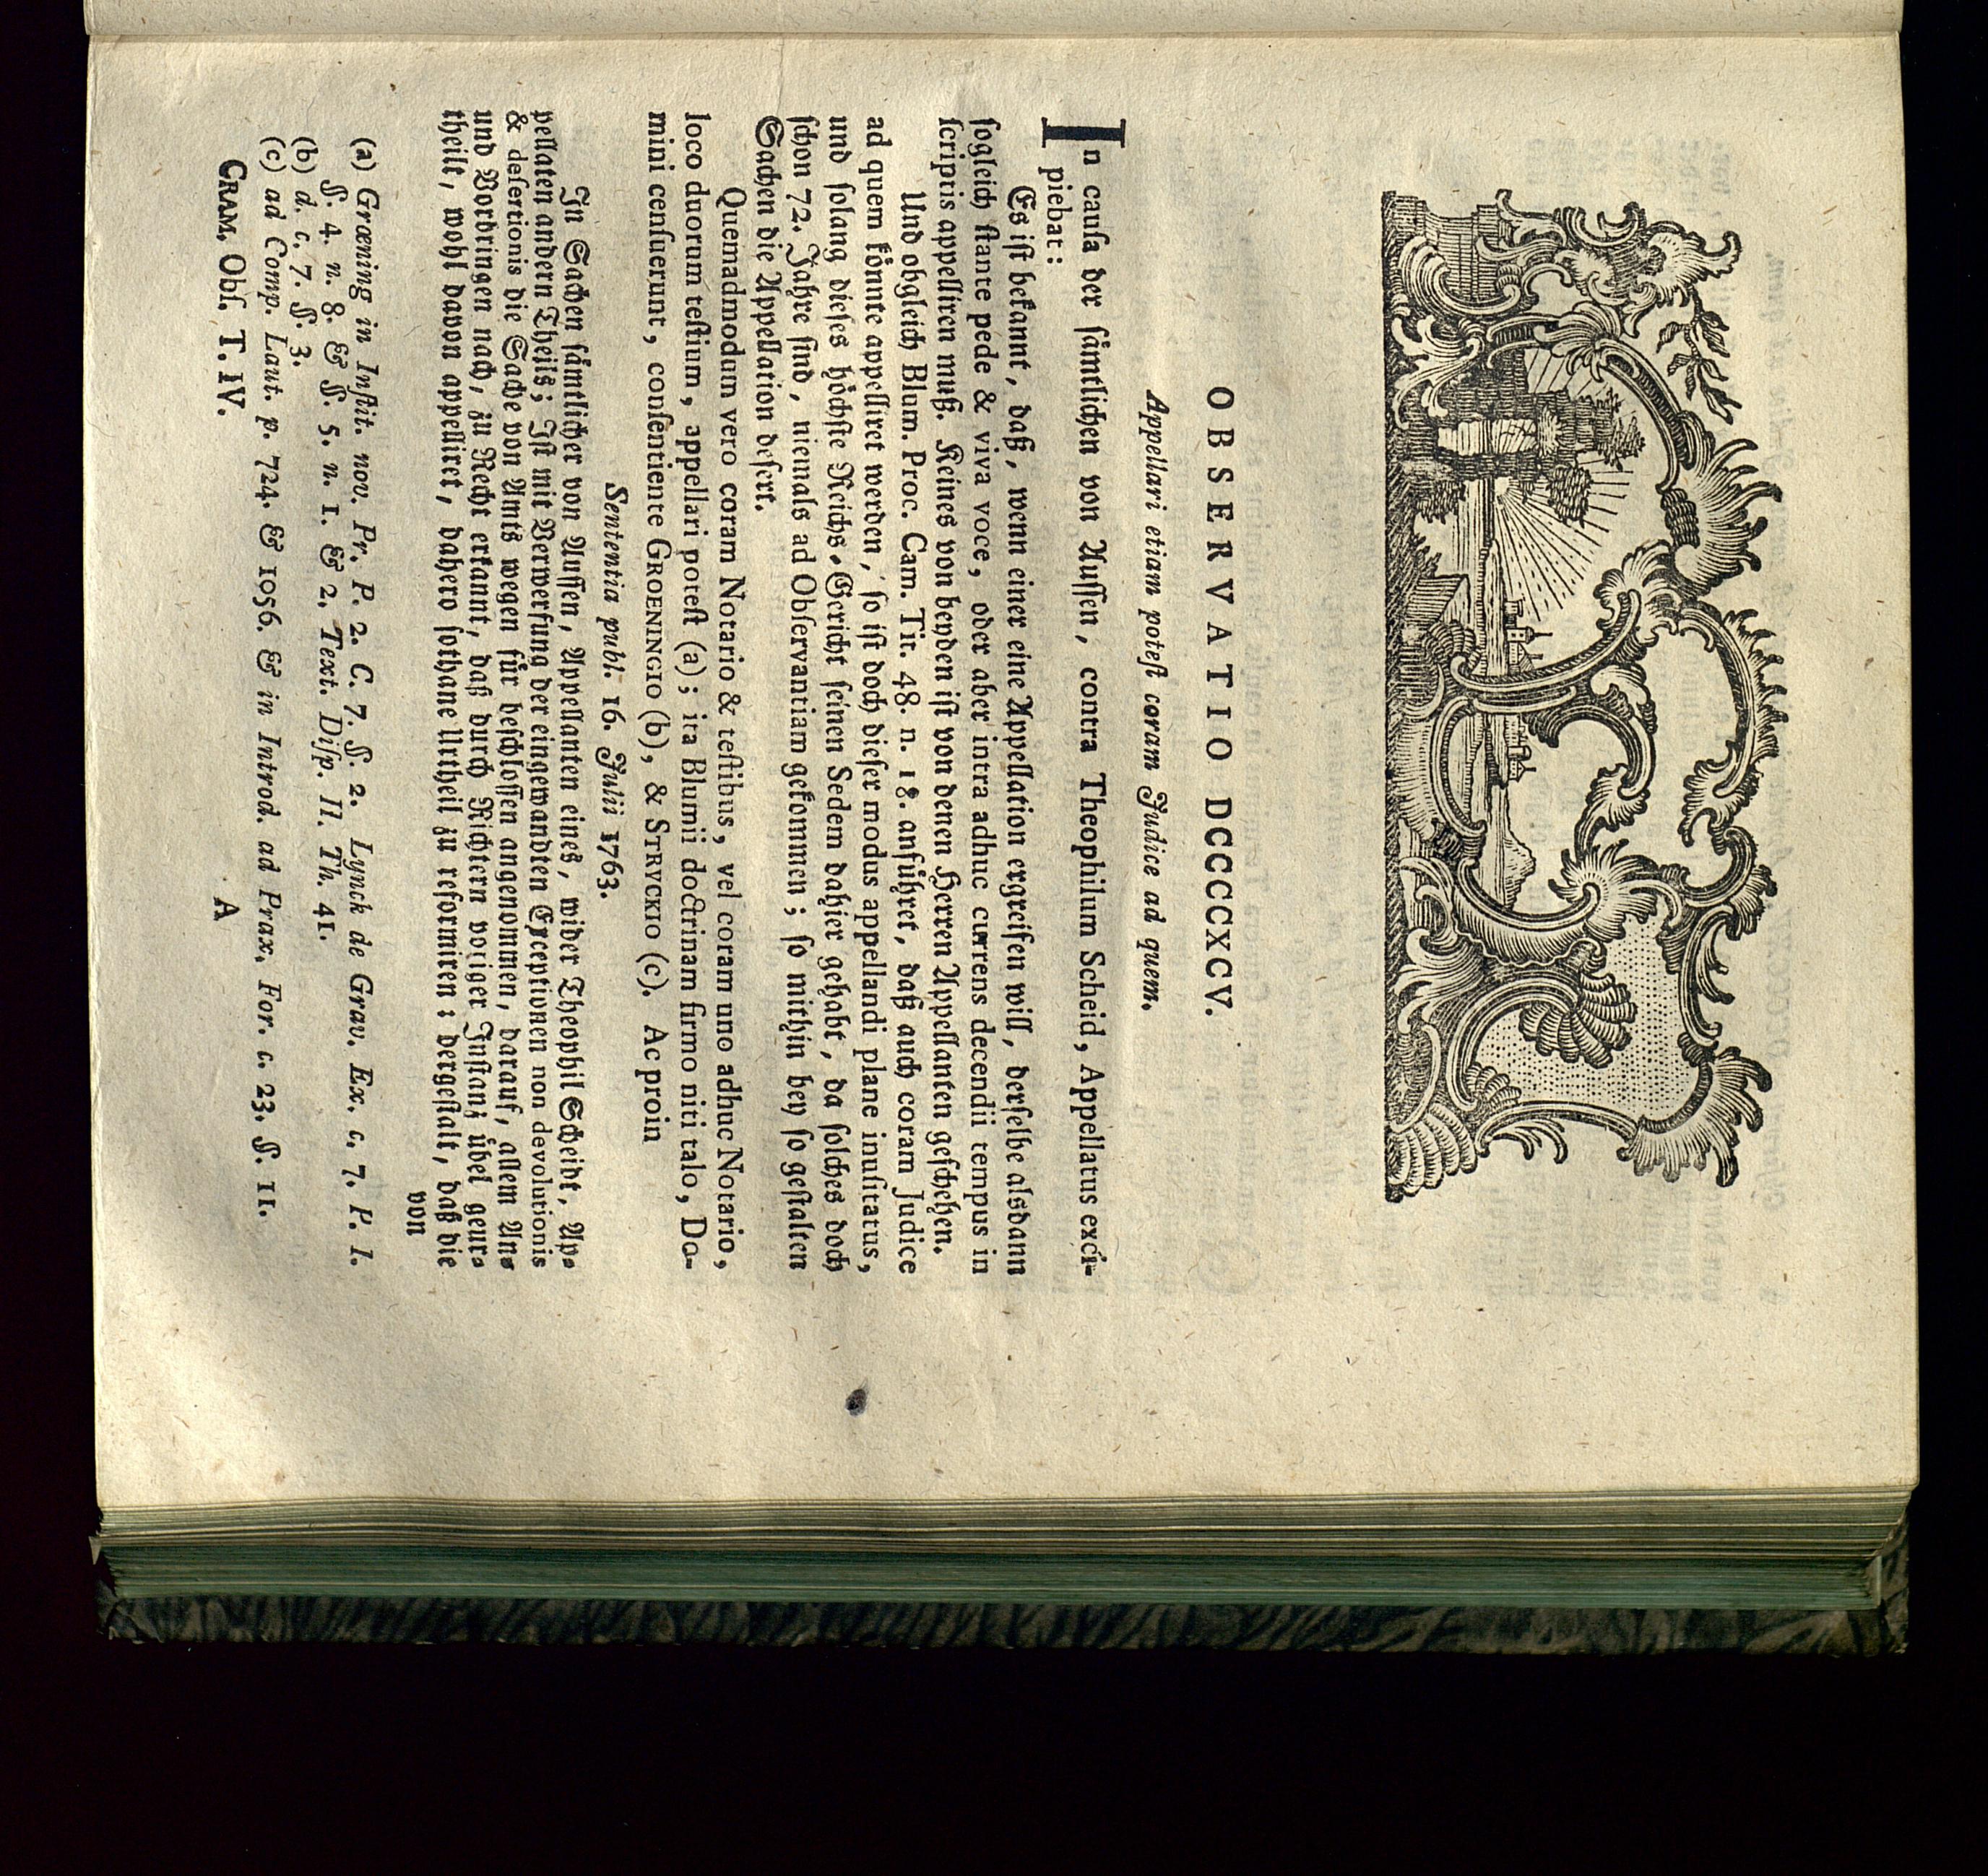 OBSERVATIO DCCCCXCV.
Appellari etiam poteſt coram Judice ad quem.
In cauſa der ſämtlichen von Auſſen, contra Theophilum Scheid, Appellatus exci-
piebat:
Es iſt bekannt, daß, wenn einer eine Appellation ergreifen will, derſelbe alsdann
ſogleich ſtante pede & viva voce, oder aber intra adhuc currens decendii tempus in
ſcriptis appelliren muß. Keines von beyden iſt von denen Herren Appellanten geſchehen.
Und obgleich Blum. Proc. Cam. Tit. 48. n. 18. anführet, daß auch coram Judice
ad quem könnte appelliret werden, ſo iſt doch dieſer modus appellandi plane inuſitatus,
und ſolang dieſes höchſte Reichs-Gericht ſeinen Sedem dahier gehabt, da ſolches doch
ſchon 72. Jahre ſind, niemals ad Obſervantiam gekommen; ſo mithin bey ſo geſtalten
Sachen die Appellation deſert.
Quemadmodum vero coram Notario & teſtibus, vel coram uno adhuc Notario,
loco duorum teſtium, appellari poteſt (a); ita Blumii doctrinam firmo niti talo, Do-
mini cenſuerunt, conſentiente GROENINGIO (b), & STRYCKIO (c). Ac proin
Sententia publ. 16. Julii 1763.
In Sachen ſämtlicher von Auſſen, Appellanten eines, wider Theophil Scheidt, Ap-
pellaten andern Theils; Iſt mit Verwerfung der eingewandten Exceptionen non devolutionis
& deſertionis die Sache von Amts wegen für beſchloſſen angenommen, darauf, allem An-
und Vorbringen nach, zu Recht erkannt, daß durch Richtern voriger Inſtanz übel geur-
theilt, wohl davon appelliret, dahero ſothane Urtheil zu reformiren: dergeſtalt, daß die
von
(a) Grœning in Inſtit. nov. Pr. P. 2. C. 7. §. 2. Lynck de Grav. Ex. c. 7. P. I.
§. 4. n. 8. & §. 5. n. 1. & 2. Text. Diſp. II. Th. 41.
(b) d. c. 7. §. 3.
(c) ad Comp. Laut. p. 724. & 1056. & in Introd. ad Prax. For. c. 23. §. 11.
CRAM. Obſ. T. IV. A